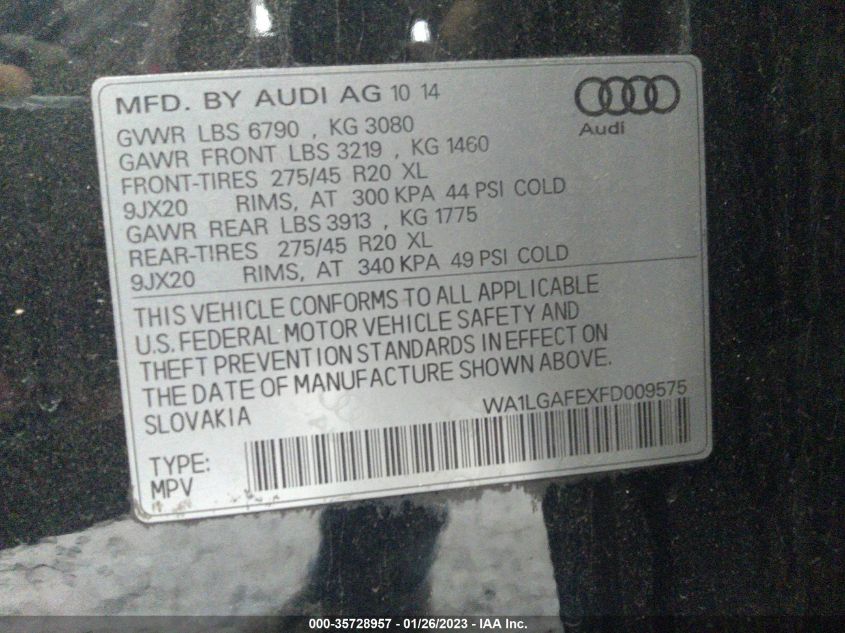 MFD. BY AUDI AG 10 14
Audi
GVWR LBS 6790 , KG 3080
GAWR FRONT LBS 3219 , KG 1460
FRONT-TIRES 275/45 R20 XL
9JX20 RIMS, AT 300 KPA 44 PSI COLD
GAWR REAR LBS 3913 , KG 1775
REAR-TIRES 275/45 R20 XL
9JX20 RIMS, AT 340 KPA 49 PSI COLD
THIS VEHICLE CONFORMS TO ALL APPLICABLE
U.S. FEDERAL MOTOR VEHICLE SAFETY AND
THEFT PREVENTION STANDARDS IN EFFECT ON
THE DATE OF MANUFACTURE SHOWN ABOVE.
SLOVAKIA WA1LGAFEXFD009575
TYPE:
MPV
000-35728957 - 01/26/2023 - IAA Inc.